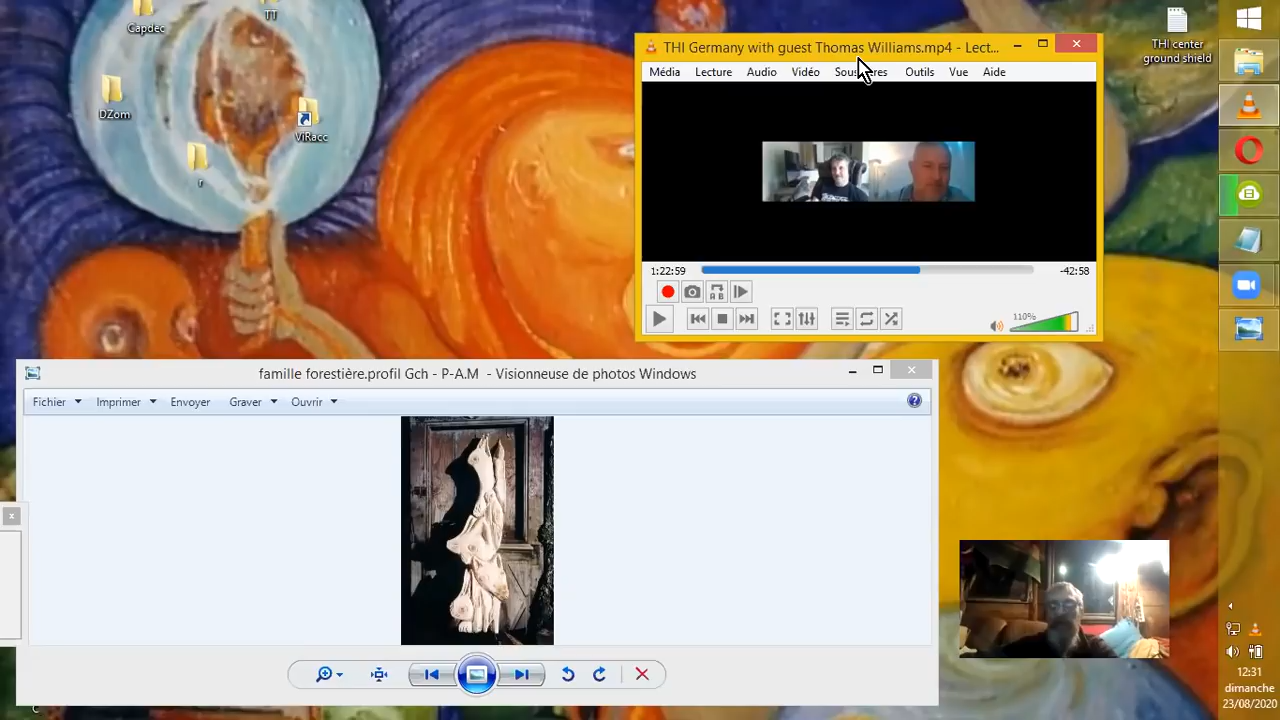 Capdec
TT
DZom
ViRacc
r
THI center
ground shield
THI Germany with guest Thomas Williams.mp4 - Lect...
Média Lecture Audio Vidéo Outils Vue Aide
1:22:59
-42:58
110%
famille forestière.profil Gch - P-A.M - Visionneuse de photos Windows
Fichier Imprimer Envoyer Graver Ouvrir
x
C
12:31
dimanche
23/08/2020